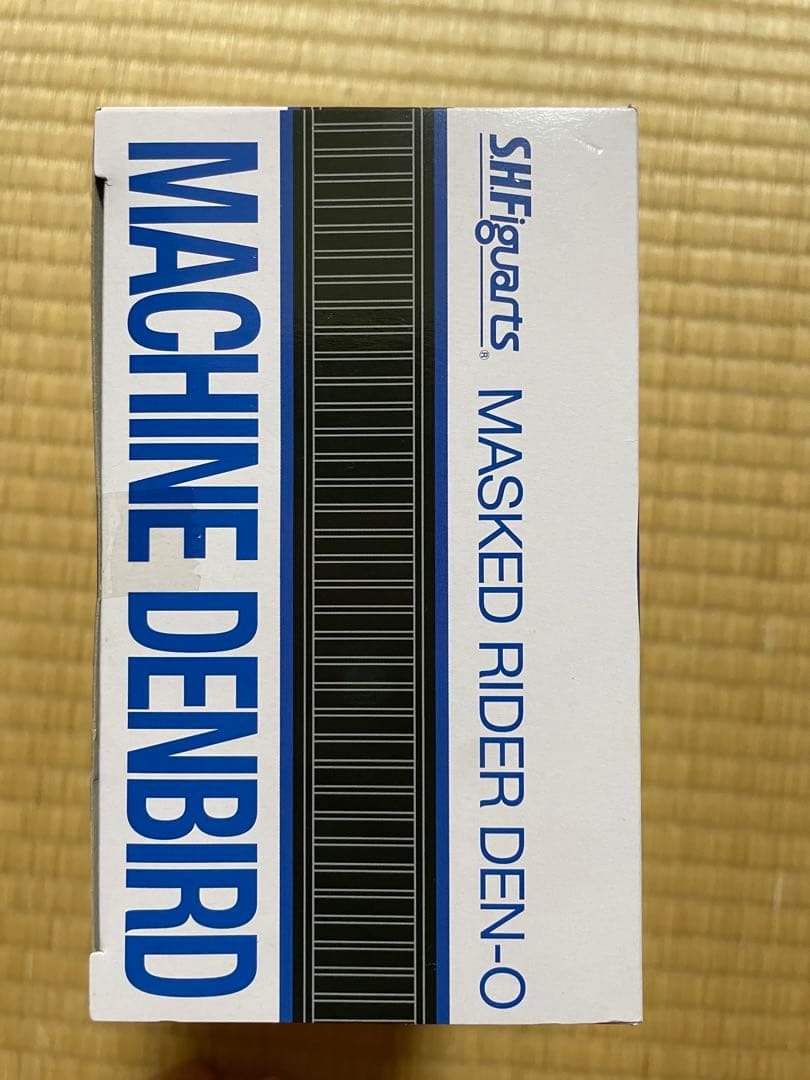 S.H.Figuarts® MASKED RIDER DEN-O
MACHINE DENBIRD